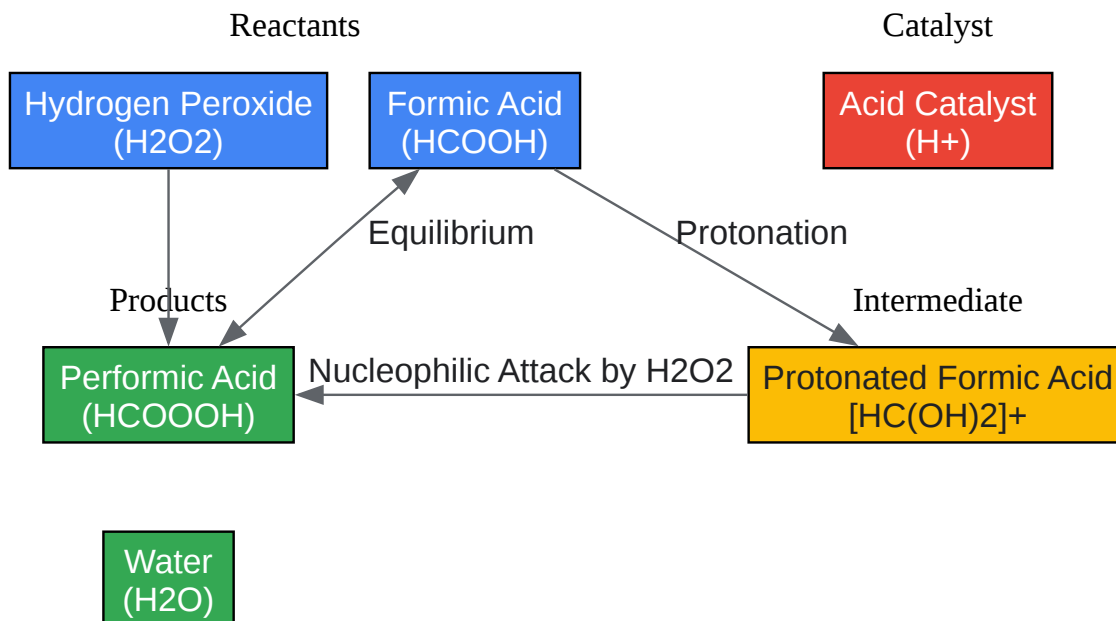 Reactants
Catalyst
Hydrogen Peroxide
(H2O2)
Formic Acid
(HCOOH)
Acid Catalyst
(H+)
Equilibrium
Protonation
Products
Intermediate
Performic Acid
(HCOOOH)
Nucleophilic Attack by H2O2
Protonated Formic Acid
[HC(OH)2]+
Water
(H2O)